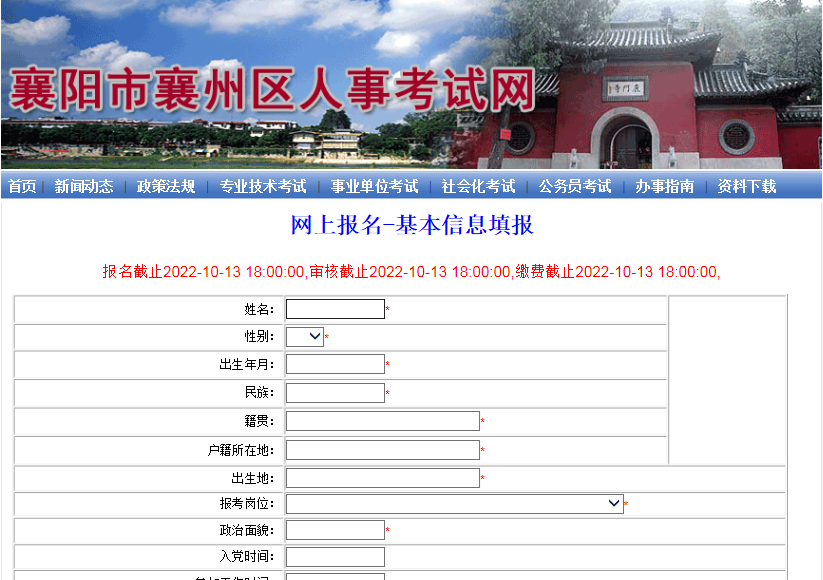 襄阳市襄州区人事考试网
首页 | 新闻动态 | 政策法规 | 专业技术考试 | 事业单位考试 | 社会化考试 | 公务员考试 | 办事指南 | 资料下载
网上报名-基本信息填报
报名截止2022-10-13 18:00:00,审核截止2022-10-13 18:00:00,缴费截止2022-10-13 18:00:00,
姓名: *
性别: *
出生年月: *
民族: *
籍贯: *
户籍所在地: *
出生地: *
报考岗位: *
政治面貌: *
入党时间: